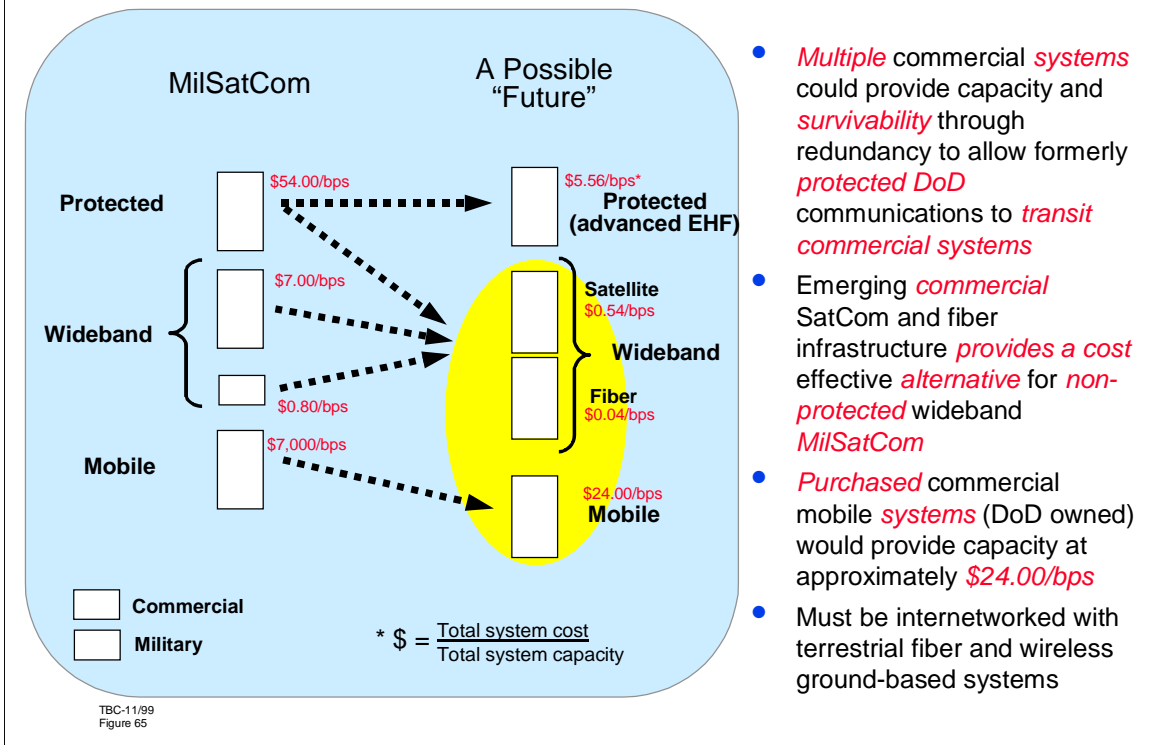 MilSatCom
A Possible
“Future”
Protected
$54.00/bps
$5.56/bps*
Protected
(advanced EHF)
Wideband
$7.00/bps
$0.80/bps
Satellite
$0.54/bps
Wideband
Fiber
$0.04/bps
Mobile
$7,000/bps
$24.00/bps
Mobile
Commercial
Military
* $ = Total system cost
Total system capacity
TBC-11/99
Figure 65
• Multiple commercial systems
could provide capacity and
survivability through
redundancy to allow formerly
protected DoD
communications to transit
commercial systems
• Emerging commercial
SatCom and fiber
infrastructure provides a cost
effective alternative for non-
protected wideband
MilSatCom
• Purchased commercial
mobile systems (DoD owned)
would provide capacity at
approximately $24.00/bps
• Must be internetworked with
terrestrial fiber and wireless
ground-based systems